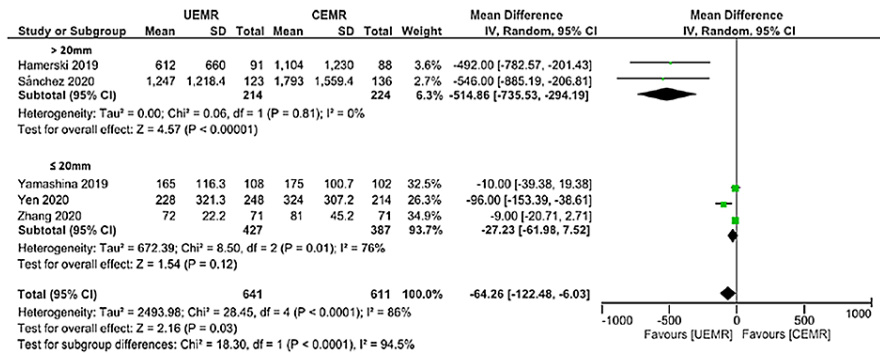 UEMR CEMR Mean Difference Mean Difference
Study or Subgroup Mean SD Total Mean SD Total Weight IV, Random, 95% CI IV, Random, 95% CI
> 20mm
Hamerski 2019 612 660 91 1,104 1,230 88 3.6% -492.00 [-782.57, -201.43]
Sánchez 2020 1,247 1,218.4 123 1,793 1,559.4 136 2.7% -546.00 [-885.19, -206.81]
Subtotal (95% CI) 214 224 6.3% -514.86 [-735.53, -294.19]
Heterogeneity: Tau² = 0.00; Chi² = 0.06, df = 1 (P = 0.81); I² = 0%
Test for overall effect: Z = 4.57 (P < 0.00001)
≤ 20mm
Yamashina 2019 165 116.3 108 175 100.7 102 32.5% -10.00 [-39.38, 19.38]
Yen 2020 228 321.3 248 324 307.2 214 26.3% -96.00 [-153.39, -38.61]
Zhang 2020 72 22.2 71 81 45.2 71 34.9% -9.00 [-20.71, 2.71]
Subtotal (95% CI) 427 387 93.7% -27.23 [-61.98, 7.52]
Heterogeneity: Tau² = 672.39; Chi² = 8.50, df = 2 (P = 0.01); I² = 76%
Test for overall effect: Z = 1.54 (P = 0.12)
Total (95% CI) 641 611 100.0% -64.26 [-122.48, -6.03]
Heterogeneity: Tau² = 2493.98; Chi² = 28.45, df = 4 (P < 0.0001); I² = 86%
Test for overall effect: Z = 2.16 (P = 0.03)
Test for subgroup differences: Chi² = 18.30, df = 1 (P < 0.0001), I² = 94.5%
-1000 -500 0 500 1000
Favours [UEMR] Favours [CEMR]